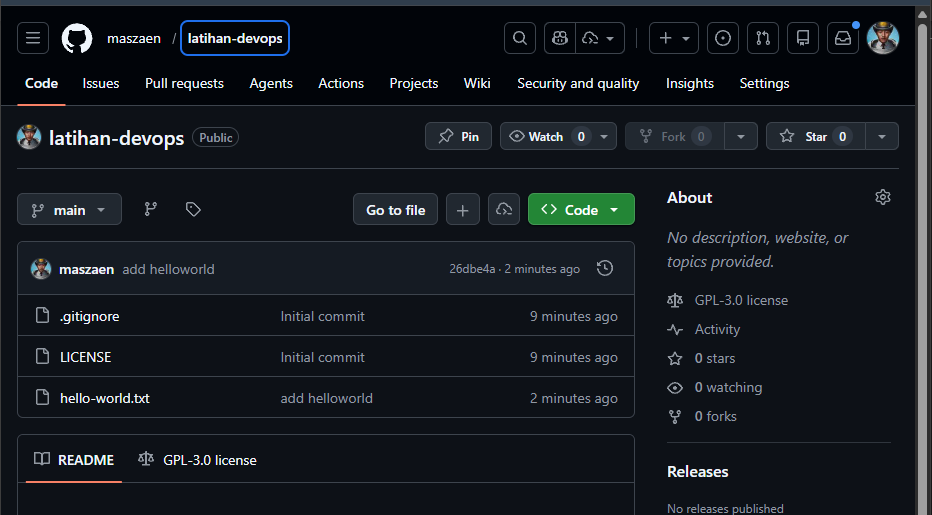 maszaen / latihan-devops
Code Issues Pull requests Agents Actions Projects Wiki Security and quality Insights Settings
latihan-devops Public
Pin Watch 0 Fork 0 Star 0
main Go to file Code
maszaen add helloworld 26dbe4a · 2 minutes ago
.gitignore Initial commit 9 minutes ago
LICENSE Initial commit 9 minutes ago
hello-world.txt add helloworld 2 minutes ago
README GPL-3.0 license
About
No description, website, or
topics provided.
GPL-3.0 license
Activity
0 stars
0 watching
0 forks
Releases
No releases published